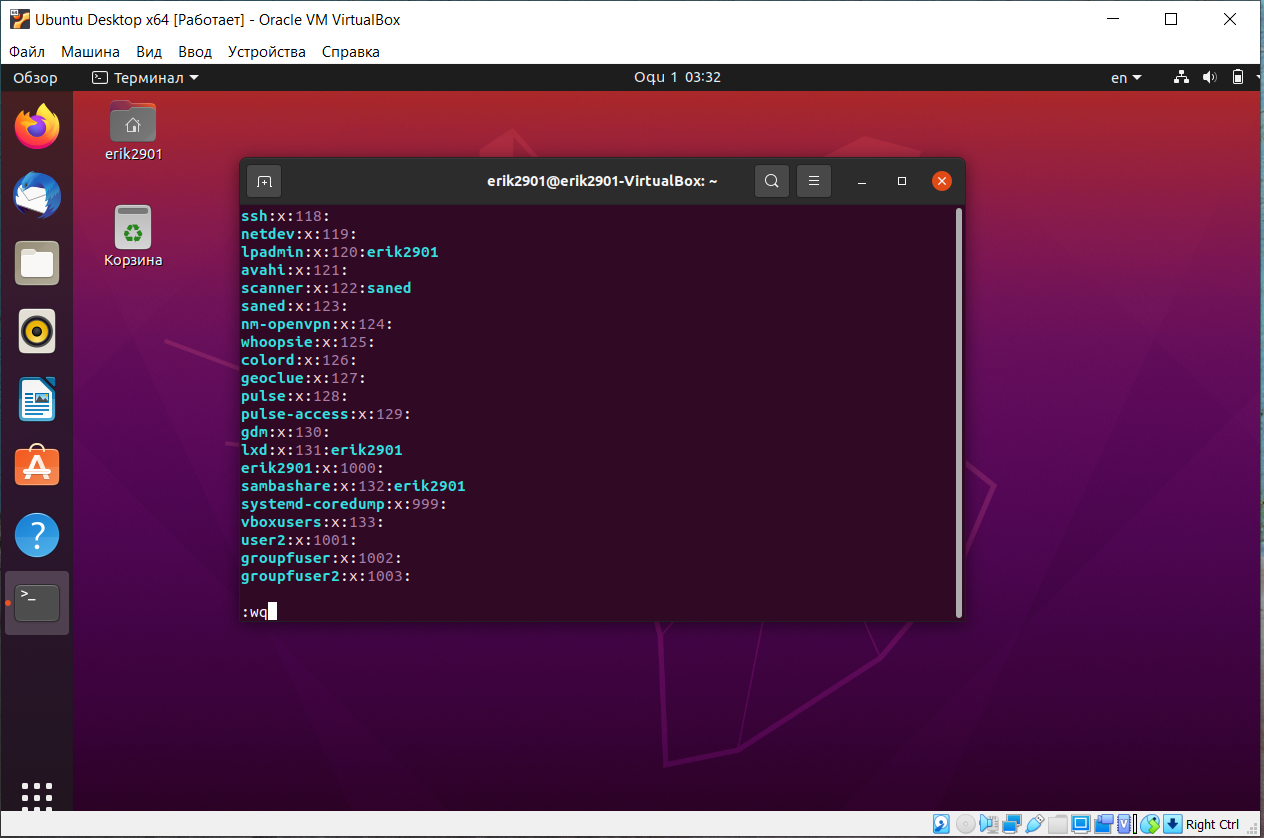 Ubuntu Desktop x64 [Работает] - Oracle VM VirtualBox
Файл Машина Вид Ввод Устройства Справка
Обзор Терминал Oqu 1 03:32 en
erik2901
Корзина
erik2901@erik2901-VirtualBox: ~
ssh:x:118:
netdev:x:119:
lpadmin:x:120:erik2901
avahi:x:121:
scanner:x:122:saned
saned:x:123:
nm-openvpn:x:124:
whoopsie:x:125:
colord:x:126:
geoclue:x:127:
pulse:x:128:
pulse-access:x:129:
gdm:x:130:
lxd:x:131:erik2901
erik2901:x:1000:
sambashare:x:132:erik2901
systemd-coredump:x:999:
vboxusers:x:133:
user2:x:1001:
groupfuser:x:1002:
groupfuser2:x:1003:
:wq
Right Ctrl